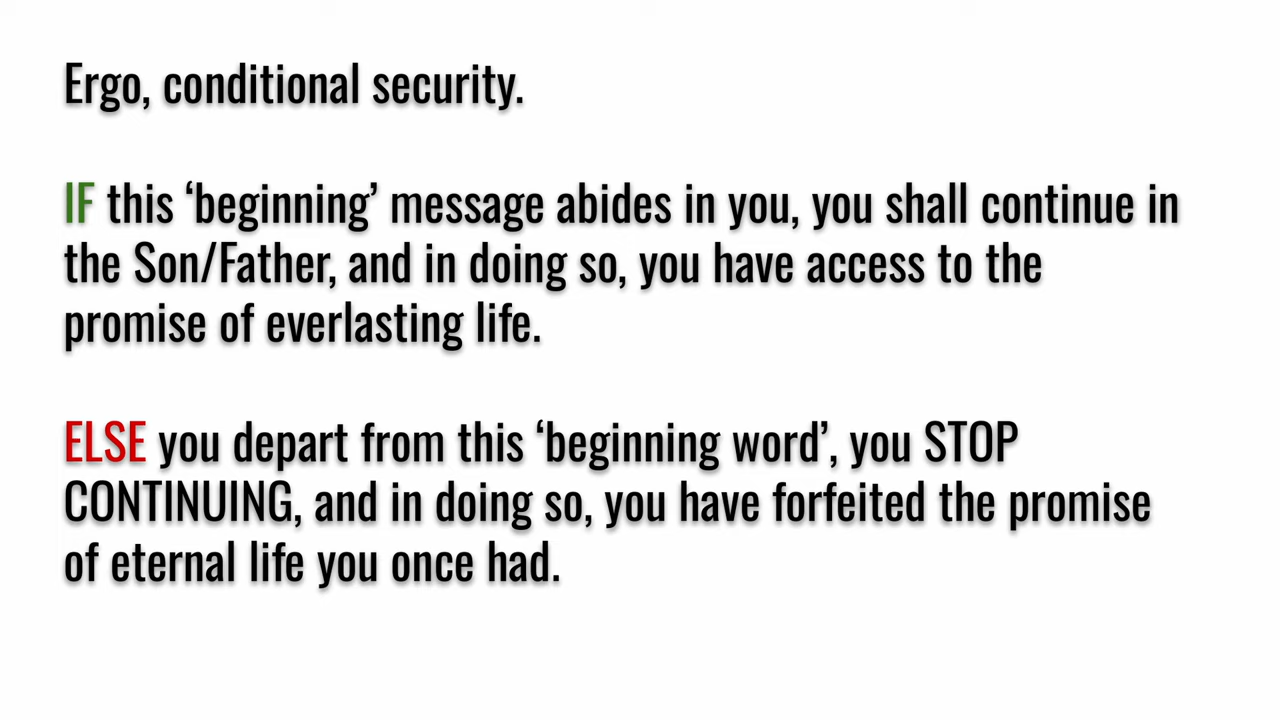 Ergo, conditional security.
IF this ‘beginning’ message abides in you, you shall continue in
the Son/Father, and in doing so, you have access to the
promise of everlasting life.
ELSE you depart from this ‘beginning word’, you STOP
CONTINUING, and in doing so, you have forfeited the promise
of eternal life you once had.